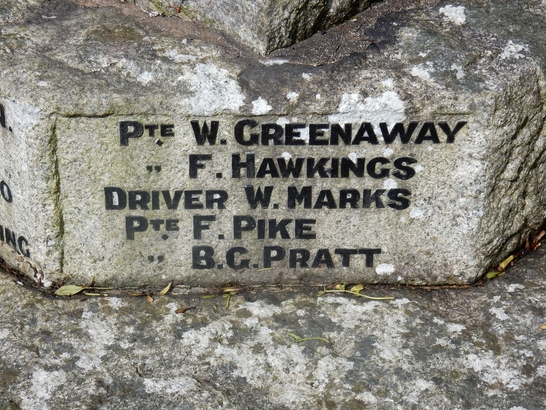 PTE W. GREENAWAY
" F. HAWKINGS
DRIVER W. MARKS
PTE F. PIKE
" B.G. PRATT